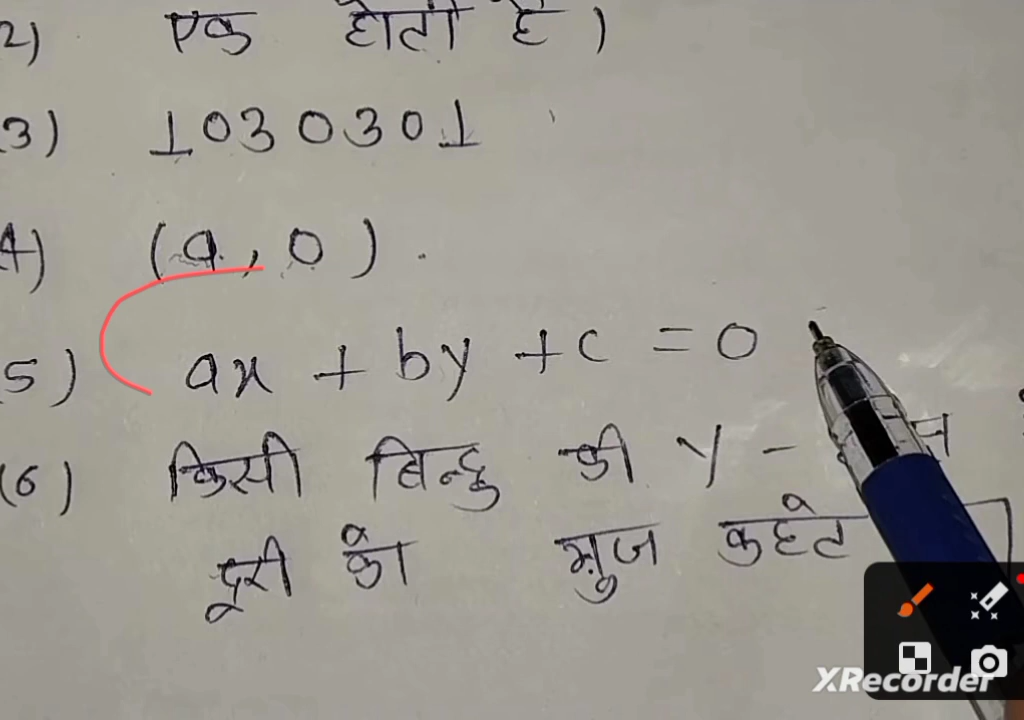 2) एक होती है।
3) 1030301
4) (a, 0).
5) ax + by + c = 0
(6) किसी बिन्दु की y -
दूरी को भुज कहते
XRecorder